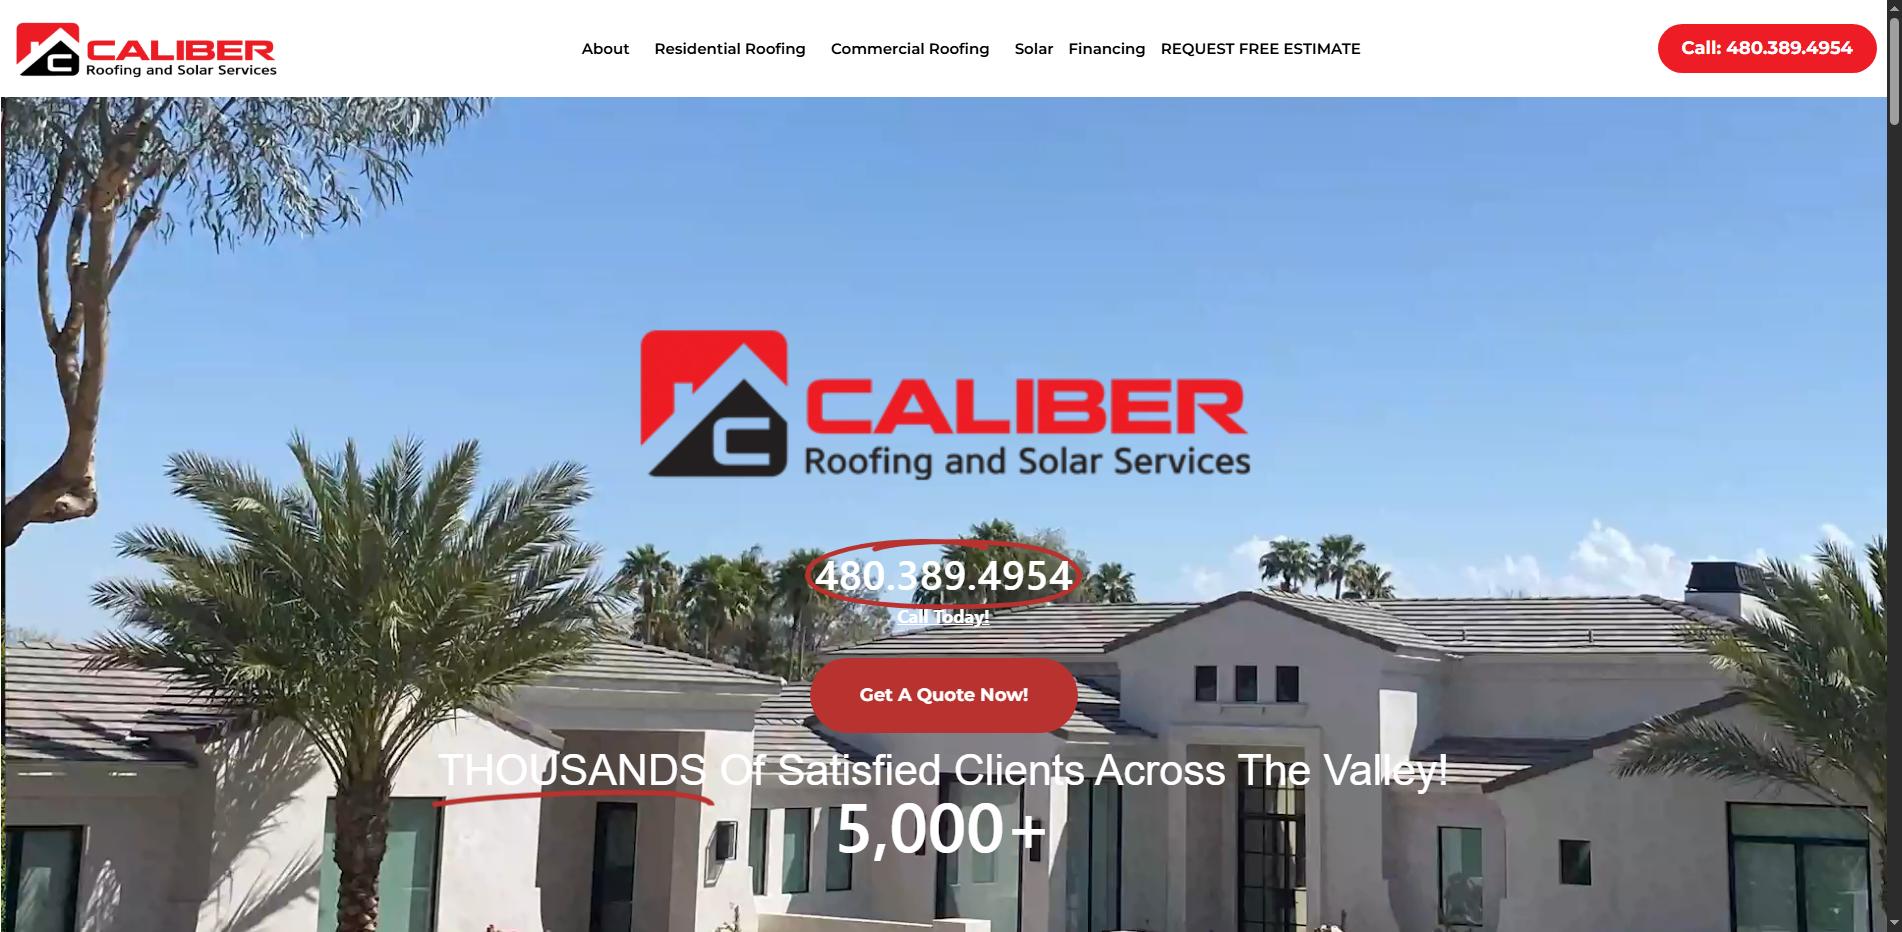 CALIBER
Roofing and Solar Services
About Residential Roofing Commercial Roofing Solar Financing REQUEST FREE ESTIMATE
Call: 480.389.4954
C
CALIBER
Roofing and Solar Services
480.389.4954
Call Today!
Get A Quote Now!
THOUSANDS Of Satisfied Clients Across The Valley!
5,000+